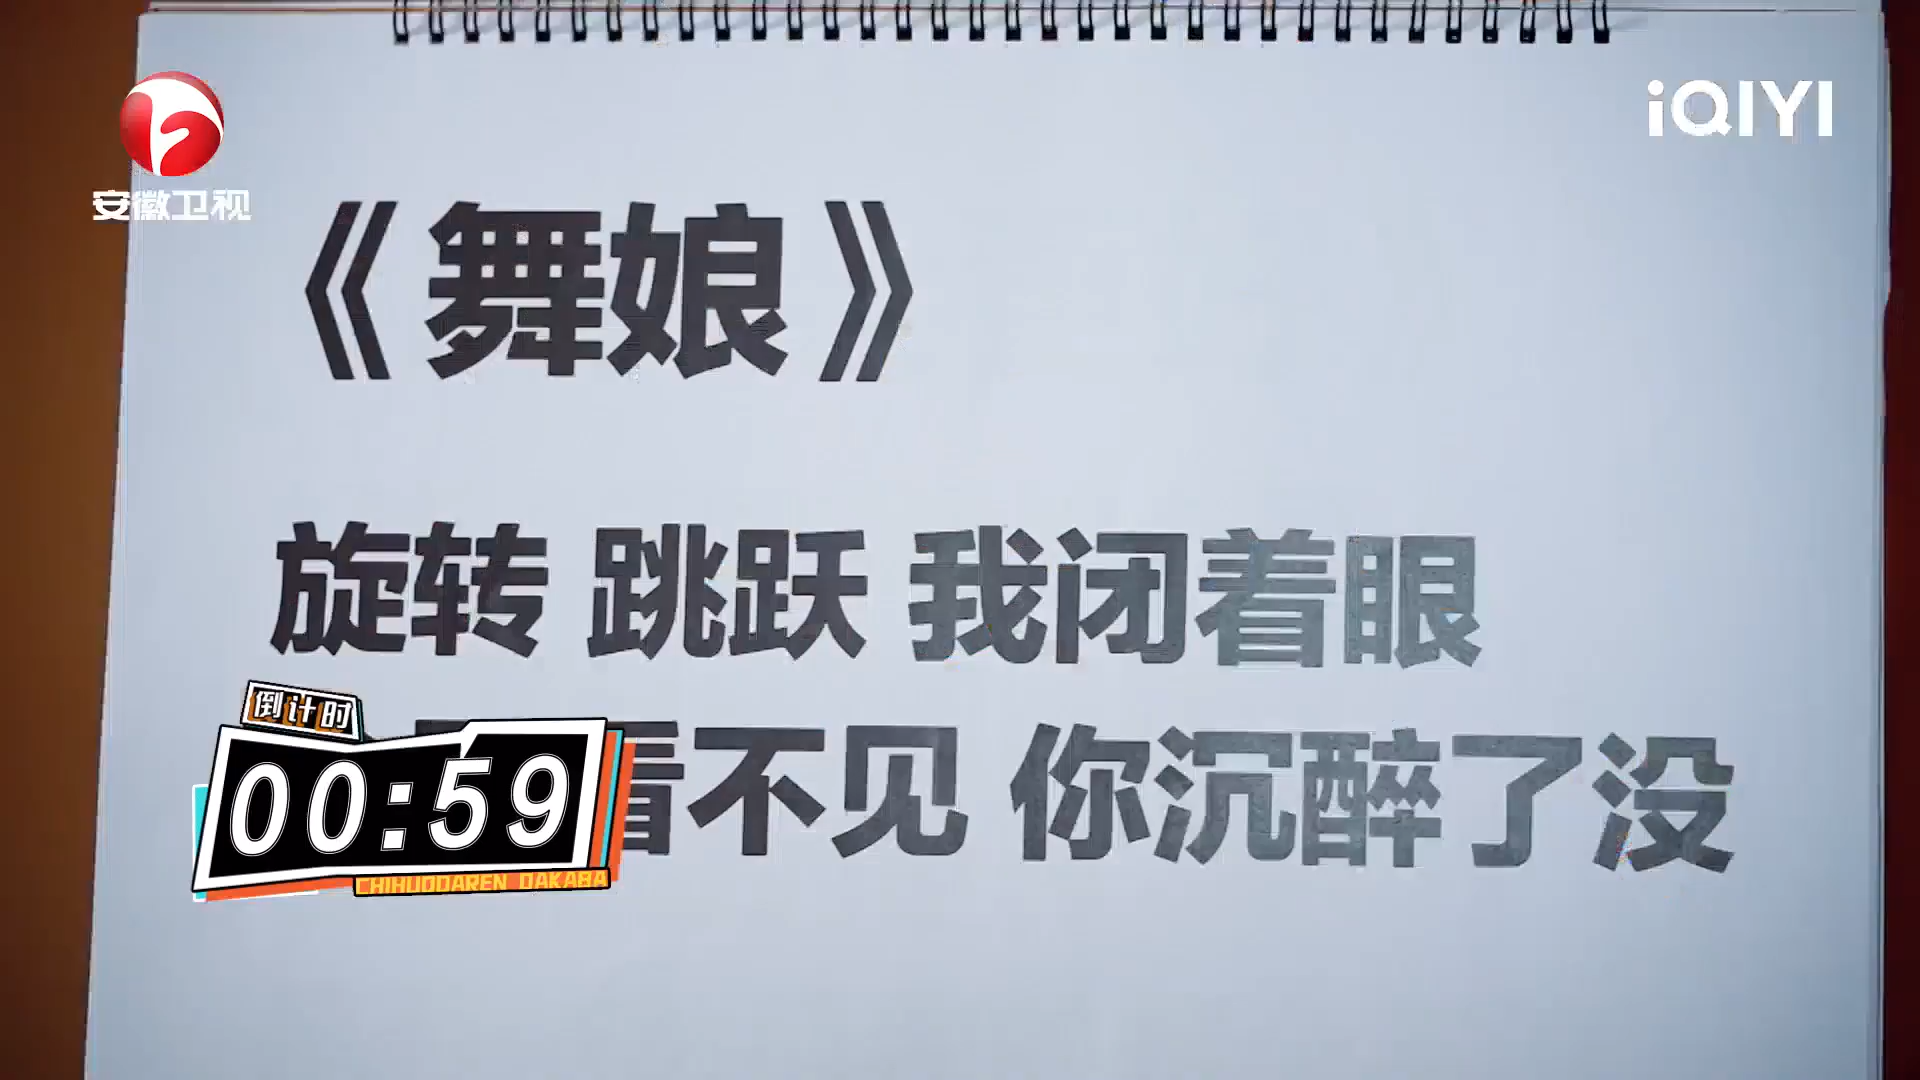 安徽卫视
iQIYI
《舞娘》
旋转 跳跃 我闭着眼
看不见 你沉醉了没
倒计时
00:59
CHIHUODAREN DAKABA